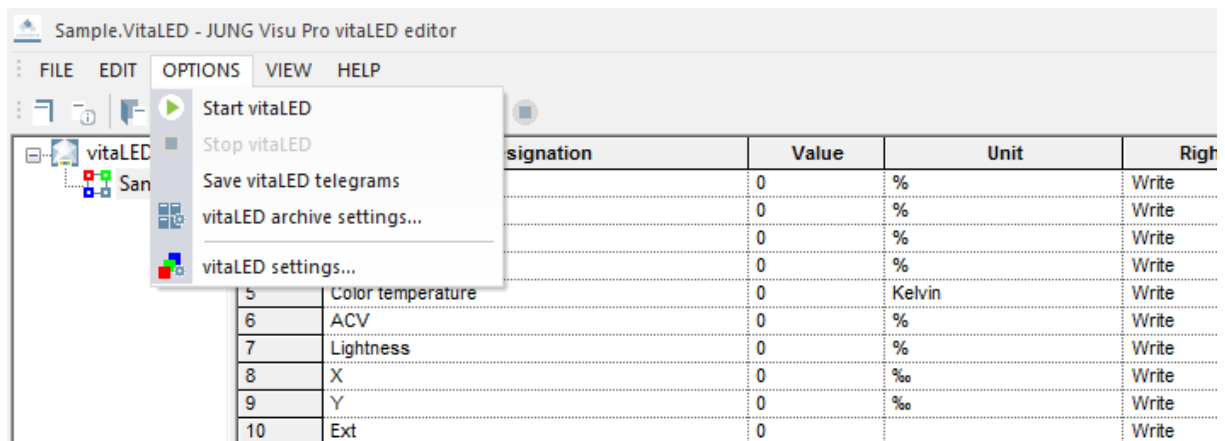 Sample.VitaLED - JUNG Visu Pro vitaLED editor
FILE EDIT OPTIONS VIEW HELP
Start vitaLED
Stop vitaLED
Save vitaLED telegrams
vitaLED archive settings...
vitaLED settings...
vitaLED
San
signation Value Unit Righ
0 % Write
0 % Write
0 % Write
0 % Write
5 Color temperature 0 Kelvin Write
6 ACV 0 % Write
7 Lightness 0 % Write
8 X 0 ‰ Write
9 Y 0 ‰ Write
10 Ext 0 Write